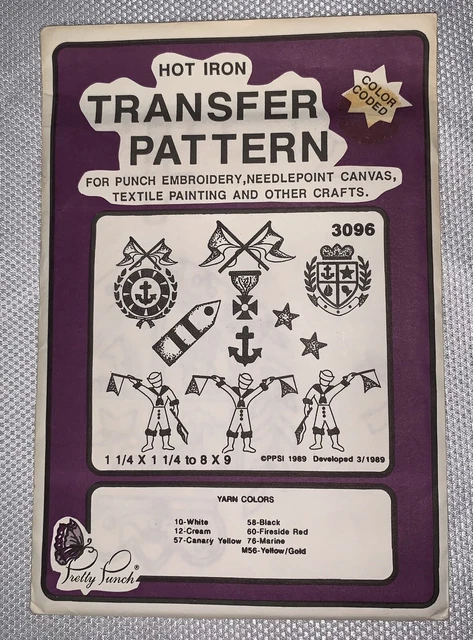 HOT IRON
TRANSFER
PATTERN
COLOR
CODED
FOR PUNCH EMBROIDERY,NEEDLEPOINT CANVAS,
TEXTILE PAINTING AND OTHER CRAFTS.
3096
1 1/4 X 1 1/4 to 8 X 9
©PPSI 1989 Developed 3/1989
YARN COLORS
10-White 58-Black
12-Cream 60-Fireside Red
57-Canary Yellow 76-Marine
M56-Yellow/Gold
Pretty Punch®